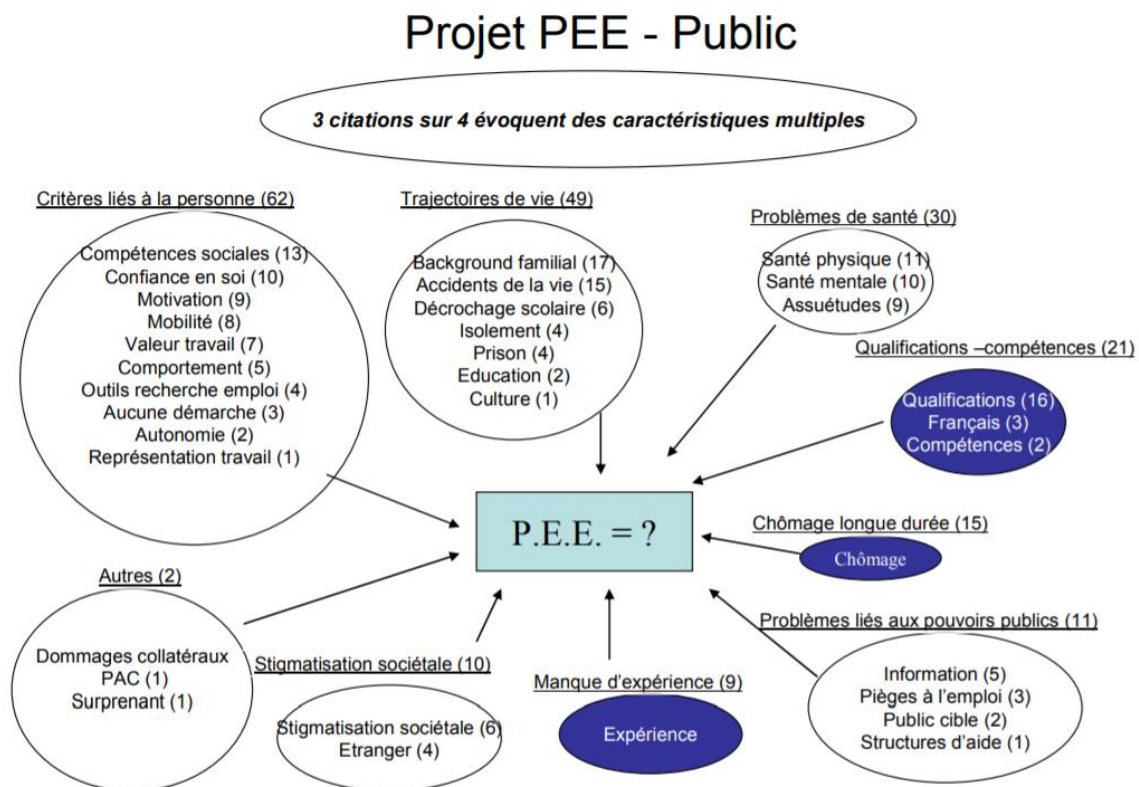 Projet PEE - Public
3 citations sur 4 évoquent des caractéristiques multiples
Critères liés à la personne (62)
Compétences sociales (13)
Confiance en soi (10)
Motivation (9)
Mobilité (8)
Valeur travail (7)
Comportement (5)
Outils recherche emploi (4)
Aucune démarche (3)
Autonomie (2)
Représentation travail (1)
Trajectoires de vie (49)
Background familial (17)
Accidents de la vie (15)
Décrochage scolaire (6)
Isolement (4)
Prison (4)
Education (2)
Culture (1)
Problèmes de santé (30)
Santé physique (11)
Santé mentale (10)
Assuétudes (9)
Qualifications –compétences (21)
Qualifications (16)
Français (3)
Compétences (2)
P.E.E. = ?
Chômage longue durée (15)
Chômage
Autres (2)
Dommages collatéraux
PAC (1)
Surprenant (1)
Stigmatisation sociétale (10)
Stigmatisation sociétale (6)
Etranger (4)
Manque d'expérience (9)
Expérience
Problèmes liés aux pouvoirs publics (11)
Information (5)
Pièges à l'emploi (3)
Public cible (2)
Structures d'aide (1)